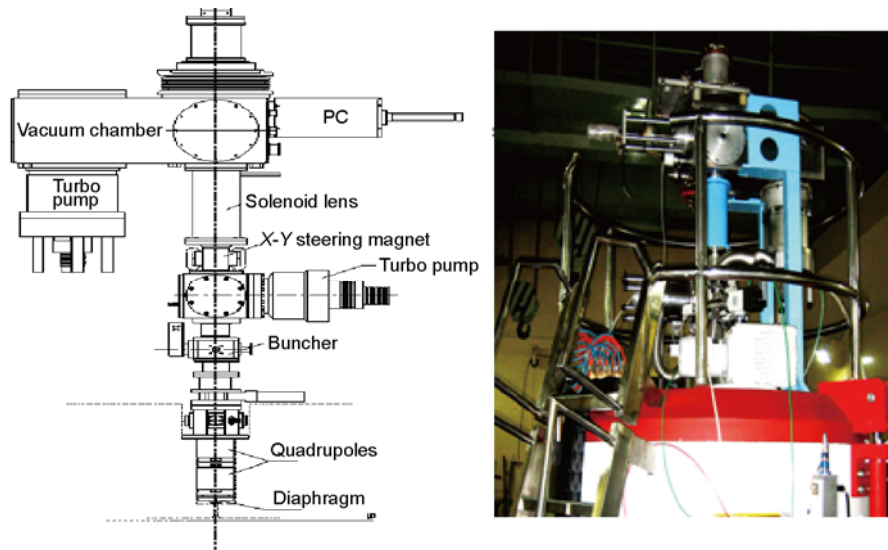 Vacuum chamber
PC
Turbo
pump
Solenoid lens
X-Y steering magnet
Turbo pump
Buncher
Quadrupoles
Diaphragm